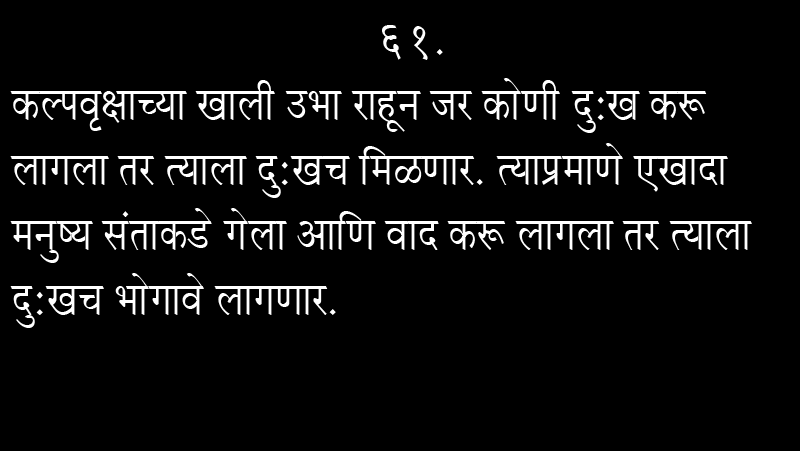 ६१.
कल्पवृक्षाच्या खाली उभा राहून जर कोणी दुःख करू
लागला तर त्याला दुःखच मिळणार. त्याप्रमाणे एखादा
मनुष्य संताकडे गेला आणि वाद करू लागला तर त्याला
दुःखच भोगावे लागणार.